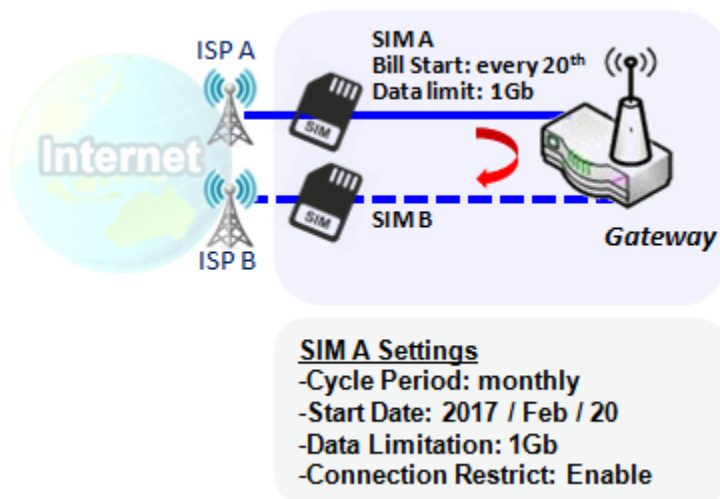 ISP A
SIM A
Bill Start: every 20th
Data limit: 1Gb
SIM
Internet
SIM
SIM B
Gateway
ISP B
SIM A Settings
-Cycle Period: monthly
-Start Date: 2017 / Feb / 20
-Data Limitation: 1Gb
-Connection Restrict: Enable